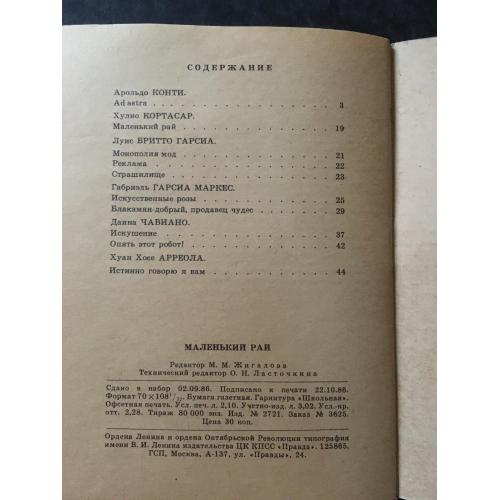 СОДЕРЖАНИЕ
Арольдо КОНТИ.
Ad astra . . . . . . . . . . . . . . . 3
Хулио КОРТАСАР.
Маленький рай . . . . . . . . . . . . 19
Луис БРИТТО ГАРСИА.
Монополия мод . . . . . . . . . . . . 21
Реклама . . . . . . . . . . . . . . . 22
Страшилище . . . . . . . . . . . . . 23
Габриэль ГАРСИА МАРКЕС.
Искусственные розы . . . . . . . . . . 25
Блакаман-добрый, продавец чудес . . . . . . 29
Даина ЧАВИАНО.
Искушение . . . . . . . . . . . . . . 37
Опять этот робот! . . . . . . . . . . . 42
Хуан Хосе АРРЕОЛА.
Истинно говорю я вам . . . . . . . . . . 44
МАЛЕНЬКИЙ РАЙ
Редактор М. М. Жигалова
Технический редактор О. Н. Ласточкина
Сдано в набор 02.09.86. Подписано к печати 22.10.86.
Формат 70×108¹/₃₂. Бумага газетная. Гарнитура «Школьная».
Офсетная печать. Усл. печ. л. 2,10. Учетно-изд. л. 3,02. Усл.-кр.
отт. 2,28. Тираж 80 000 экз. Изд. № 2721. Заказ № 3625.
Цена 30 коп.
Ордена Ленина и ордена Октябрьской Революции типография
имени В. И. Ленина издательства ЦК КПСС «Правда». 125865,
ГСП, Москва, А-137, ул. «Правды», 24.